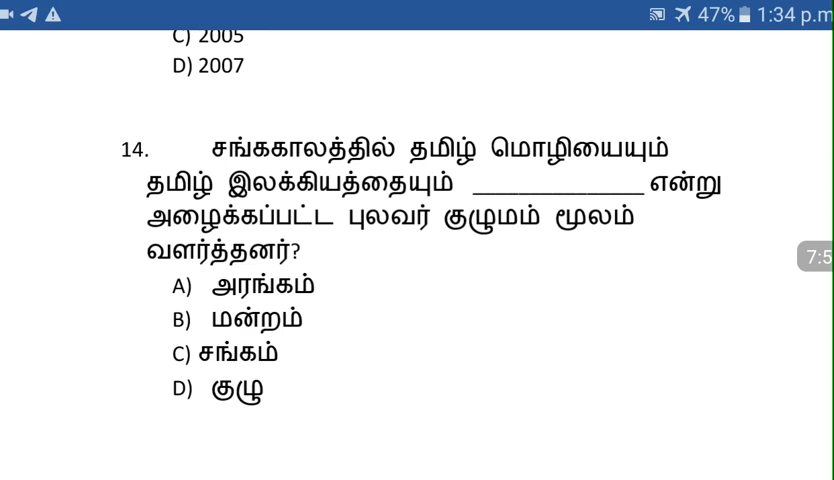 47% 1:34 p.m
C) 2005
D) 2007
14. சங்ககாலத்தில் தமிழ் மொழியையும்
தமிழ் இலக்கியத்தையும் ________________ என்று
அழைக்கப்பட்ட புலவர் குழுமம் மூலம்
வளர்த்தனர்?
7:5
A) அரங்கம்
B) மன்றம்
C) சங்கம்
D) குழு